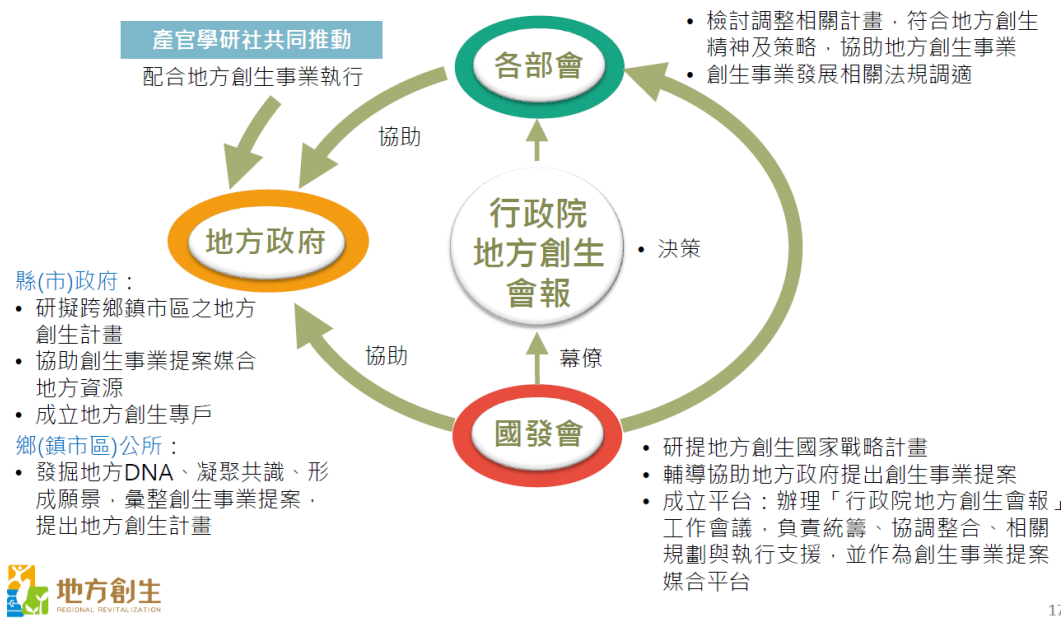 產官學研社共同推動
配合地方創生事業執行
各部會
• 檢討調整相關計畫，符合地方創生
精神及策略，協助地方創生事業
• 創生事業發展相關法規調適
協助
地方政府
行政院
地方創生
會報
• 決策
縣(市)政府：
• 研擬跨鄉鎮市區之地方
創生計畫
• 協助創生事業提案媒合
地方資源
• 成立地方創生專戶
鄉(鎮市區)公所：
• 發掘地方DNA、凝聚共識、形
成願景，彙整創生事業提案，
提出地方創生計畫
協助
幕僚
國發會
• 研提地方創生國家戰略計畫
• 輔導協助地方政府提出創生事業提案
• 成立平台：辦理「行政院地方創生會報」
工作會議，負責統籌、協調整合、相關
規劃與執行支援，並作為創生事業提案
媒合平台
地方創生
REGIONAL REVITALIZATION
17